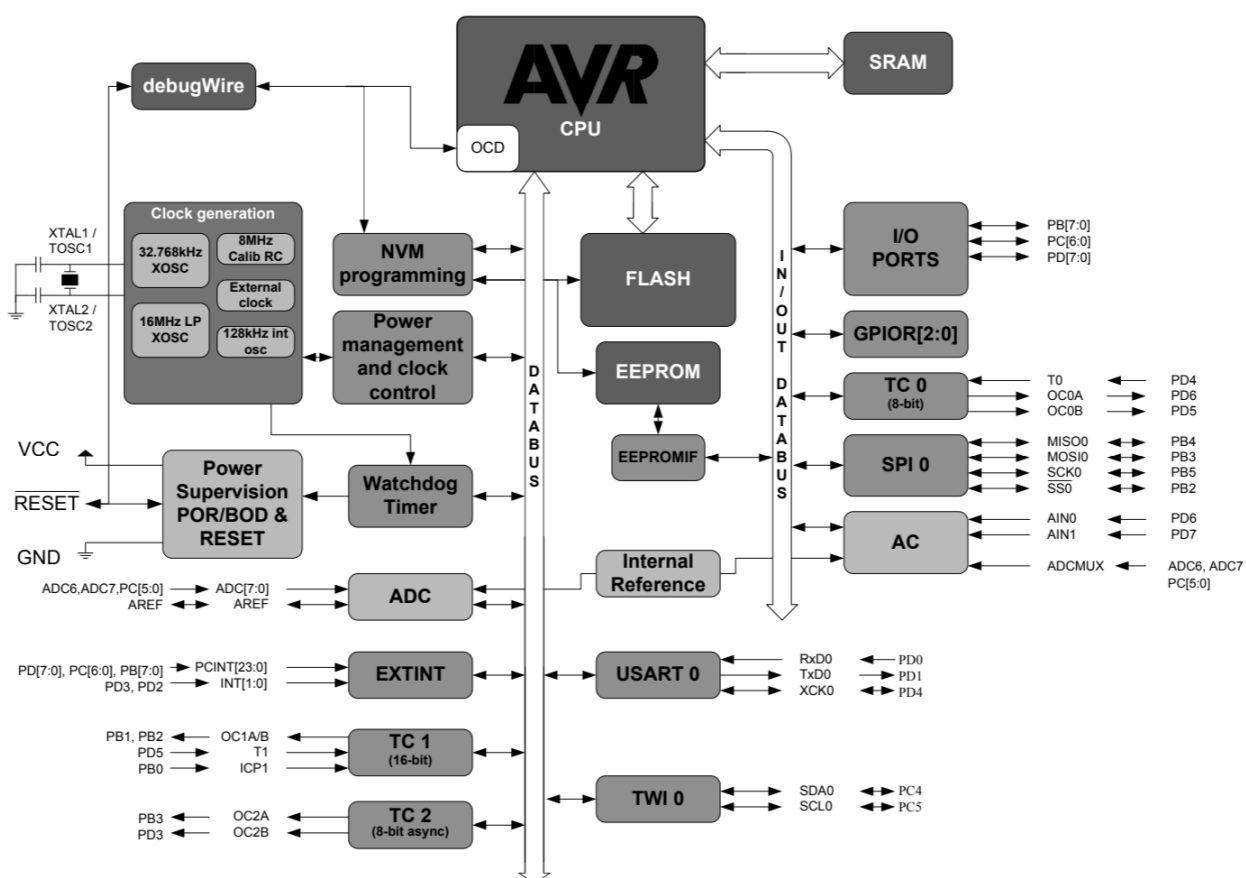 AVR
CPU
OCD
SRAM
debugWire
Clock generation
32.768kHz
XOSC
8MHz
Calib RC
External
clock
16MHz LP
XOSC
128kHz int
osc
XTAL1 /
TOSC1
XTAL2 /
TOSC2
NVM
programming
FLASH
Power
management
and clock
control
EEPROM
EEPROMIF
VCC
RESET
GND
Power
Supervision
POR/BOD &
RESET
Watchdog
Timer
DATABUS
IN/OUT DATABUS
I/O
PORTS
PB[7:0]
PC[6:0]
PD[7:0]
GPIOR[2:0]
TC 0
(8-bit)
T0 PD4
OC0A PD6
OC0B PD5
SPI 0
MISO0 PB4
MOSI0 PB3
SCK0 PB5
SS0 PB2
AC
AIN0 PD6
AIN1 PD7
ADCMUX ADC6, ADC7
PC[5:0]
Internal
Reference
ADC6,ADC7,PC[5:0] ADC[7:0]
AREF AREF
ADC
PD[7:0], PC[6:0], PB[7:0] PCINT[23:0]
PD3, PD2 INT[1:0]
EXTINT
USART 0
RxD0 PD0
TxD0 PD1
XCK0 PD4
PB1, PB2 OC1A/B
PD5 T1
PB0 ICP1
TC 1
(16-bit)
TWI 0
SDA0 PC4
SCL0 PC5
PB3 OC2A
PD3 OC2B
TC 2
(8-bit async)